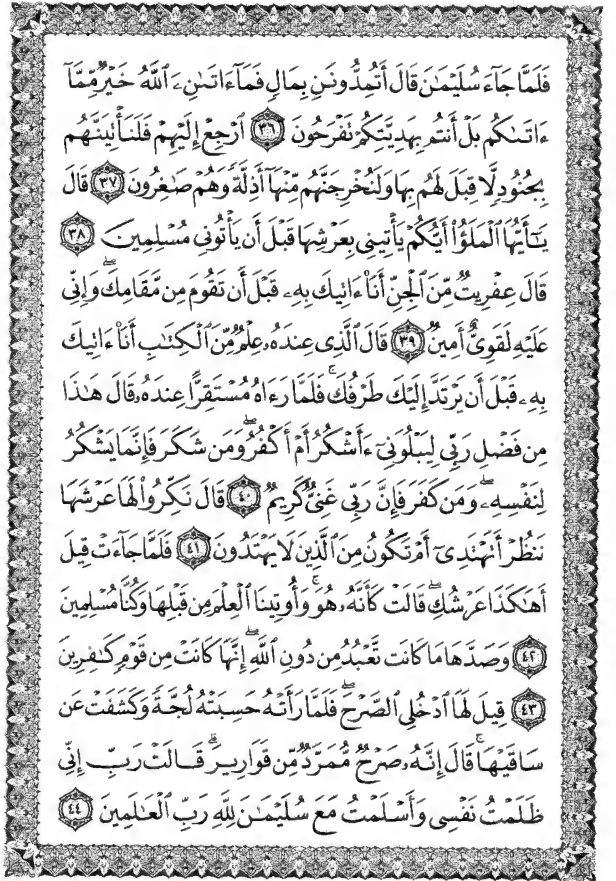 فَلَمَّا جَآءَ سُلَيْمَٰنَ قَالَ أَتُمِدُّونَنِ بِمَالٍ فَمَآ ءَاتَىٰنِۦَ ٱللَّهُ خَيْرٌ مِّمَّآ
ءَاتَىٰكُم بَلْ أَنتُم بِهَدِيَّتِكُمْ تَفْرَحُونَ ٣٦ ٱرْجِعْ إِلَيْهِمْ فَلَنَأْتِيَنَّهُم
بِجُنُودٍ لَّا قِبَلَ لَهُم بِهَا وَلَنُخْرِجَنَّهُم مِّنْهَآ أَذِلَّةً وَهُمْ صَٰغِرُونَ ٣٧ قَالَ
يَٰٓأَيُّهَا ٱلْمَلَؤُا۟ أَيُّكُمْ يَأْتِينِى بِعَرْشِهَا قَبْلَ أَن يَأْتُونِى مُسْلِمِينَ ٣٨
قَالَ عِفْرِيتٌ مِّنَ ٱلْجِنِّ أَنَا۠ ءَاتِيكَ بِهِۦ قَبْلَ أَن تَقُومَ مِن مَّقَامِكَ ۖ وَإِنِّى
عَلَيْهِ لَقَوِىٌّ أَمِينٌ ٣٩ قَالَ ٱلَّذِى عِندَهُۥ عِلْمٌ مِّنَ ٱلْكِتَٰبِ أَنَا۠ ءَاتِيكَ
بِهِۦ قَبْلَ أَن يَرْتَدَّ إِلَيْكَ طَرْفُكَ ۚ فَلَمَّا رَءَاهُ مُسْتَقِرًّا عِندَهُۥ قَالَ هَٰذَا
مِن فَضْلِ رَبِّى لِيَبْلُوَنِىٓ ءَأَشْكُرُ أَمْ أَكْفُرُ ۖ وَمَن شَكَرَ فَإِنَّمَا يَشْكُرُ
لِنَفْسِهِۦ ۖ وَمَن كَفَرَ فَإِنَّ رَبِّى غَنِىٌّ كَرِيمٌ ٤٠ قَالَ نَكِّرُوا۟ لَهَا عَرْشَهَا
نَنظُرْ أَتَهْتَدِىٓ أَمْ تَكُونُ مِنَ ٱلَّذِينَ لَا يَهْتَدُونَ ٤١ فَلَمَّا جَآءَتْ قِيلَ
أَهَٰكَذَا عَرْشُكِ ۖ قَالَتْ كَأَنَّهُۥ هُوَ ۚ وَأُوتِينَا ٱلْعِلْمَ مِن قَبْلِهَا وَكُنَّا مُسْلِمِينَ
٤٢ وَصَدَّهَا مَا كَانَت تَّعْبُدُ مِن دُونِ ٱللَّهِ ۖ إِنَّهَا كَانَتْ مِن قَوْمٍ كَٰفِرِينَ
٤٣ قِيلَ لَهَا ٱدْخُلِى ٱلصَّرْحَ ۖ فَلَمَّا رَأَتْهُ حَسِبَتْهُ لُجَّةً وَكَشَفَتْ عَن
سَاقَيْهَا ۚ قَالَ إِنَّهُۥ صَرْحٌ مُّمَرَّدٌ مِّن قَوَارِيرَ ۗ قَالَتْ رَبِّ إِنِّى
ظَلَمْتُ نَفْسِى وَأَسْلَمْتُ مَعَ سُلَيْمَٰنَ لِلَّهِ رَبِّ ٱلْعَٰلَمِينَ ٤٤